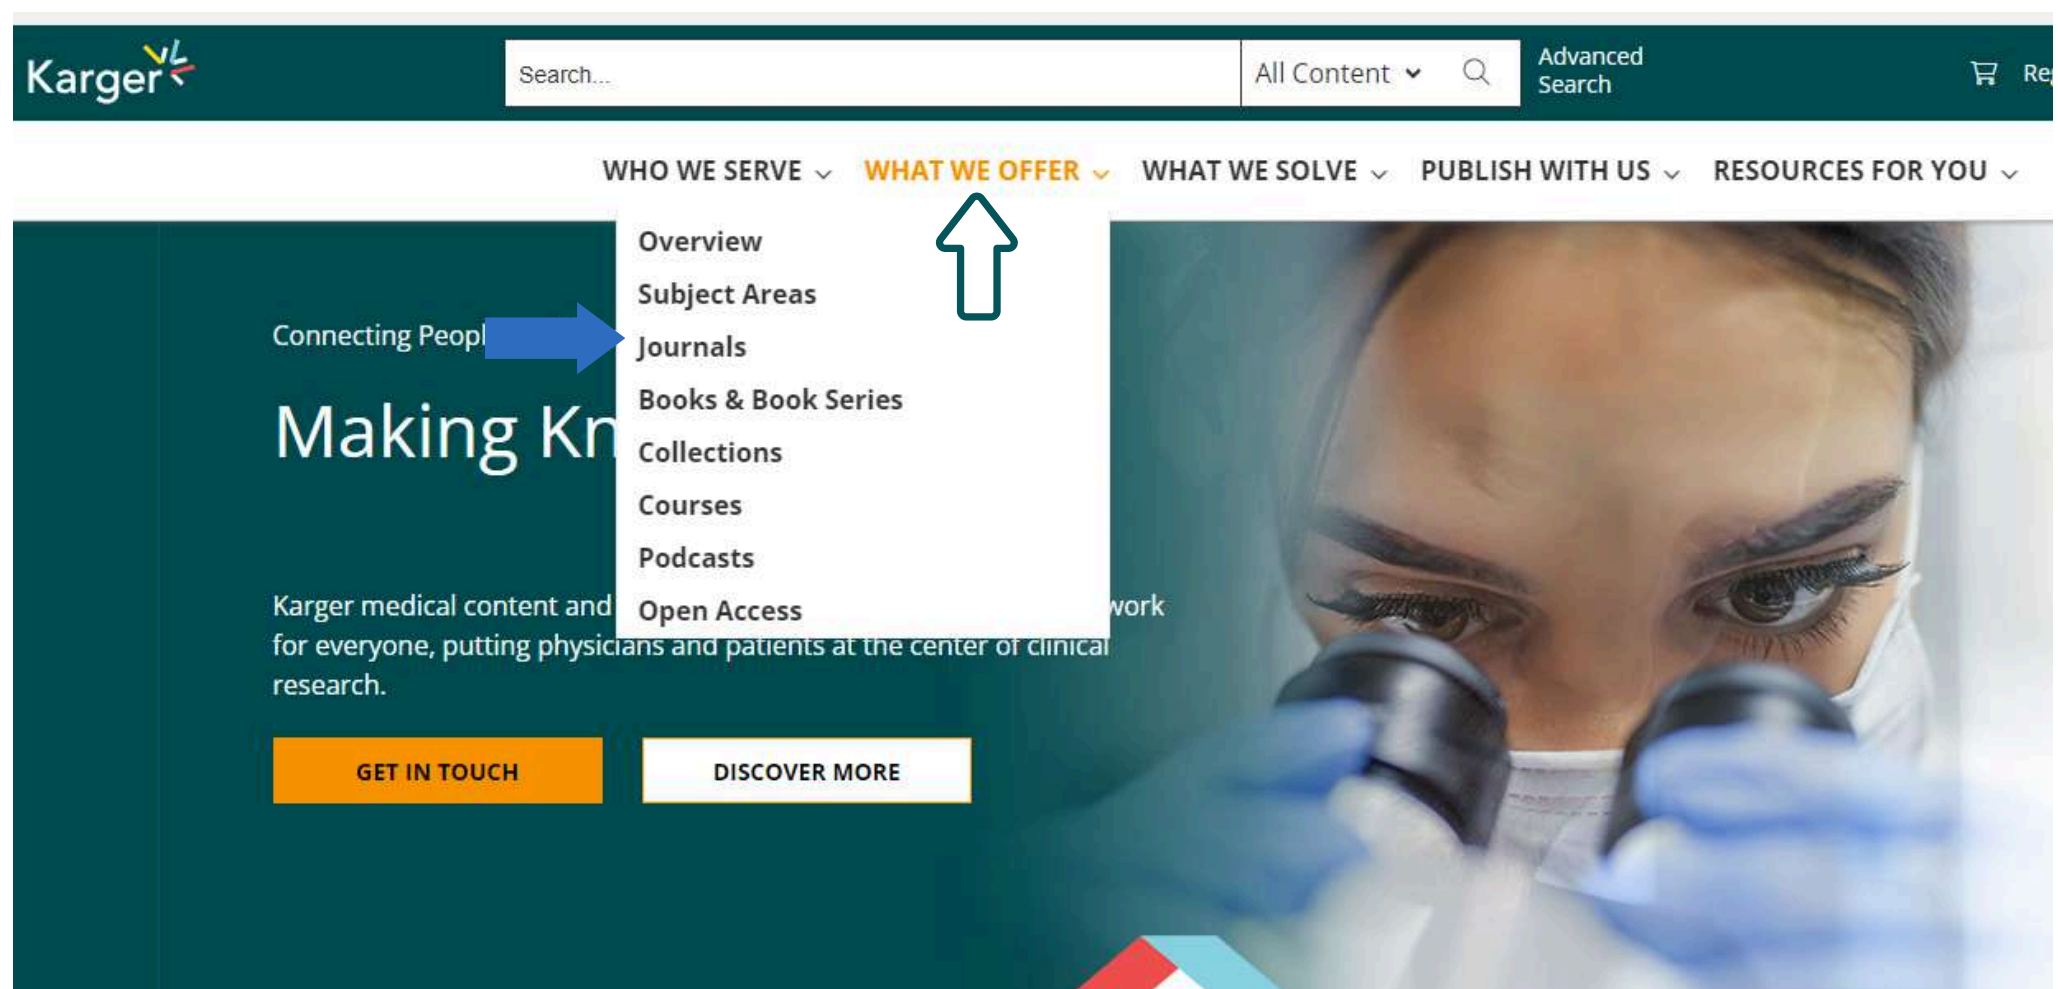 Karger
Search...
All Content
Advanced
Search
WHO WE SERVE
WHAT WE OFFER
WHAT WE SOLVE
PUBLISH WITH US
RESOURCES FOR YOU
Overview
Subject Areas
Journals
Books & Book Series
Collections
Courses
Podcasts
Open Access
Connecting
Making
Karger medical content and work
for everyone, putting physicians and patients at the center of clinical
research.
GET IN TOUCH
DISCOVER MORE